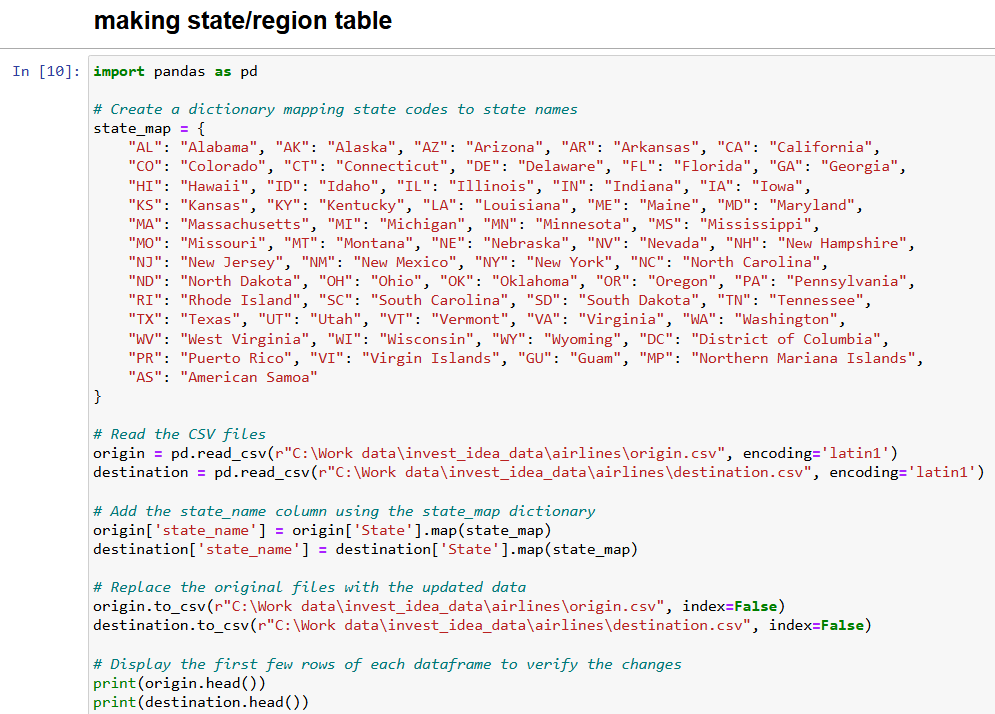 making state/region table
In [10]: import pandas as pd
# Create a dictionary mapping state codes to state names
state_map = {
    "AL": "Alabama", "AK": "Alaska", "AZ": "Arizona", "AR": "Arkansas", "CA": "California",
    "CO": "Colorado", "CT": "Connecticut", "DE": "Delaware", "FL": "Florida", "GA": "Georgia",
    "HI": "Hawaii", "ID": "Idaho", "IL": "Illinois", "IN": "Indiana", "IA": "Iowa",
    "KS": "Kansas", "KY": "Kentucky", "LA": "Louisiana", "ME": "Maine", "MD": "Maryland",
    "MA": "Massachusetts", "MI": "Michigan", "MN": "Minnesota", "MS": "Mississippi",
    "MO": "Missouri", "MT": "Montana", "NE": "Nebraska", "NV": "Nevada", "NH": "New Hampshire",
    "NJ": "New Jersey", "NM": "New Mexico", "NY": "New York", "NC": "North Carolina",
    "ND": "North Dakota", "OH": "Ohio", "OK": "Oklahoma", "OR": "Oregon", "PA": "Pennsylvania",
    "RI": "Rhode Island", "SC": "South Carolina", "SD": "South Dakota", "TN": "Tennessee",
    "TX": "Texas", "UT": "Utah", "VT": "Vermont", "VA": "Virginia", "WA": "Washington",
    "WV": "West Virginia", "WI": "Wisconsin", "WY": "Wyoming", "DC": "District of Columbia",
    "PR": "Puerto Rico", "VI": "Virgin Islands", "GU": "Guam", "MP": "Northern Mariana Islands",
    "AS": "American Samoa"
}
# Read the CSV files
origin = pd.read_csv(r"C:\Work data\invest_idea_data\airlines\origin.csv", encoding='latin1')
destination = pd.read_csv(r"C:\Work data\invest_idea_data\airlines\destination.csv", encoding='latin1')
# Add the state_name column using the state_map dictionary
origin['state_name'] = origin['State'].map(state_map)
destination['state_name'] = destination['State'].map(state_map)
# Replace the original files with the updated data
origin.to_csv(r"C:\Work data\invest_idea_data\airlines\origin.csv", index=False)
destination.to_csv(r"C:\Work data\invest_idea_data\airlines\destination.csv", index=False)
# Display the first few rows of each dataframe to verify the changes
print(origin.head())
print(destination.head())